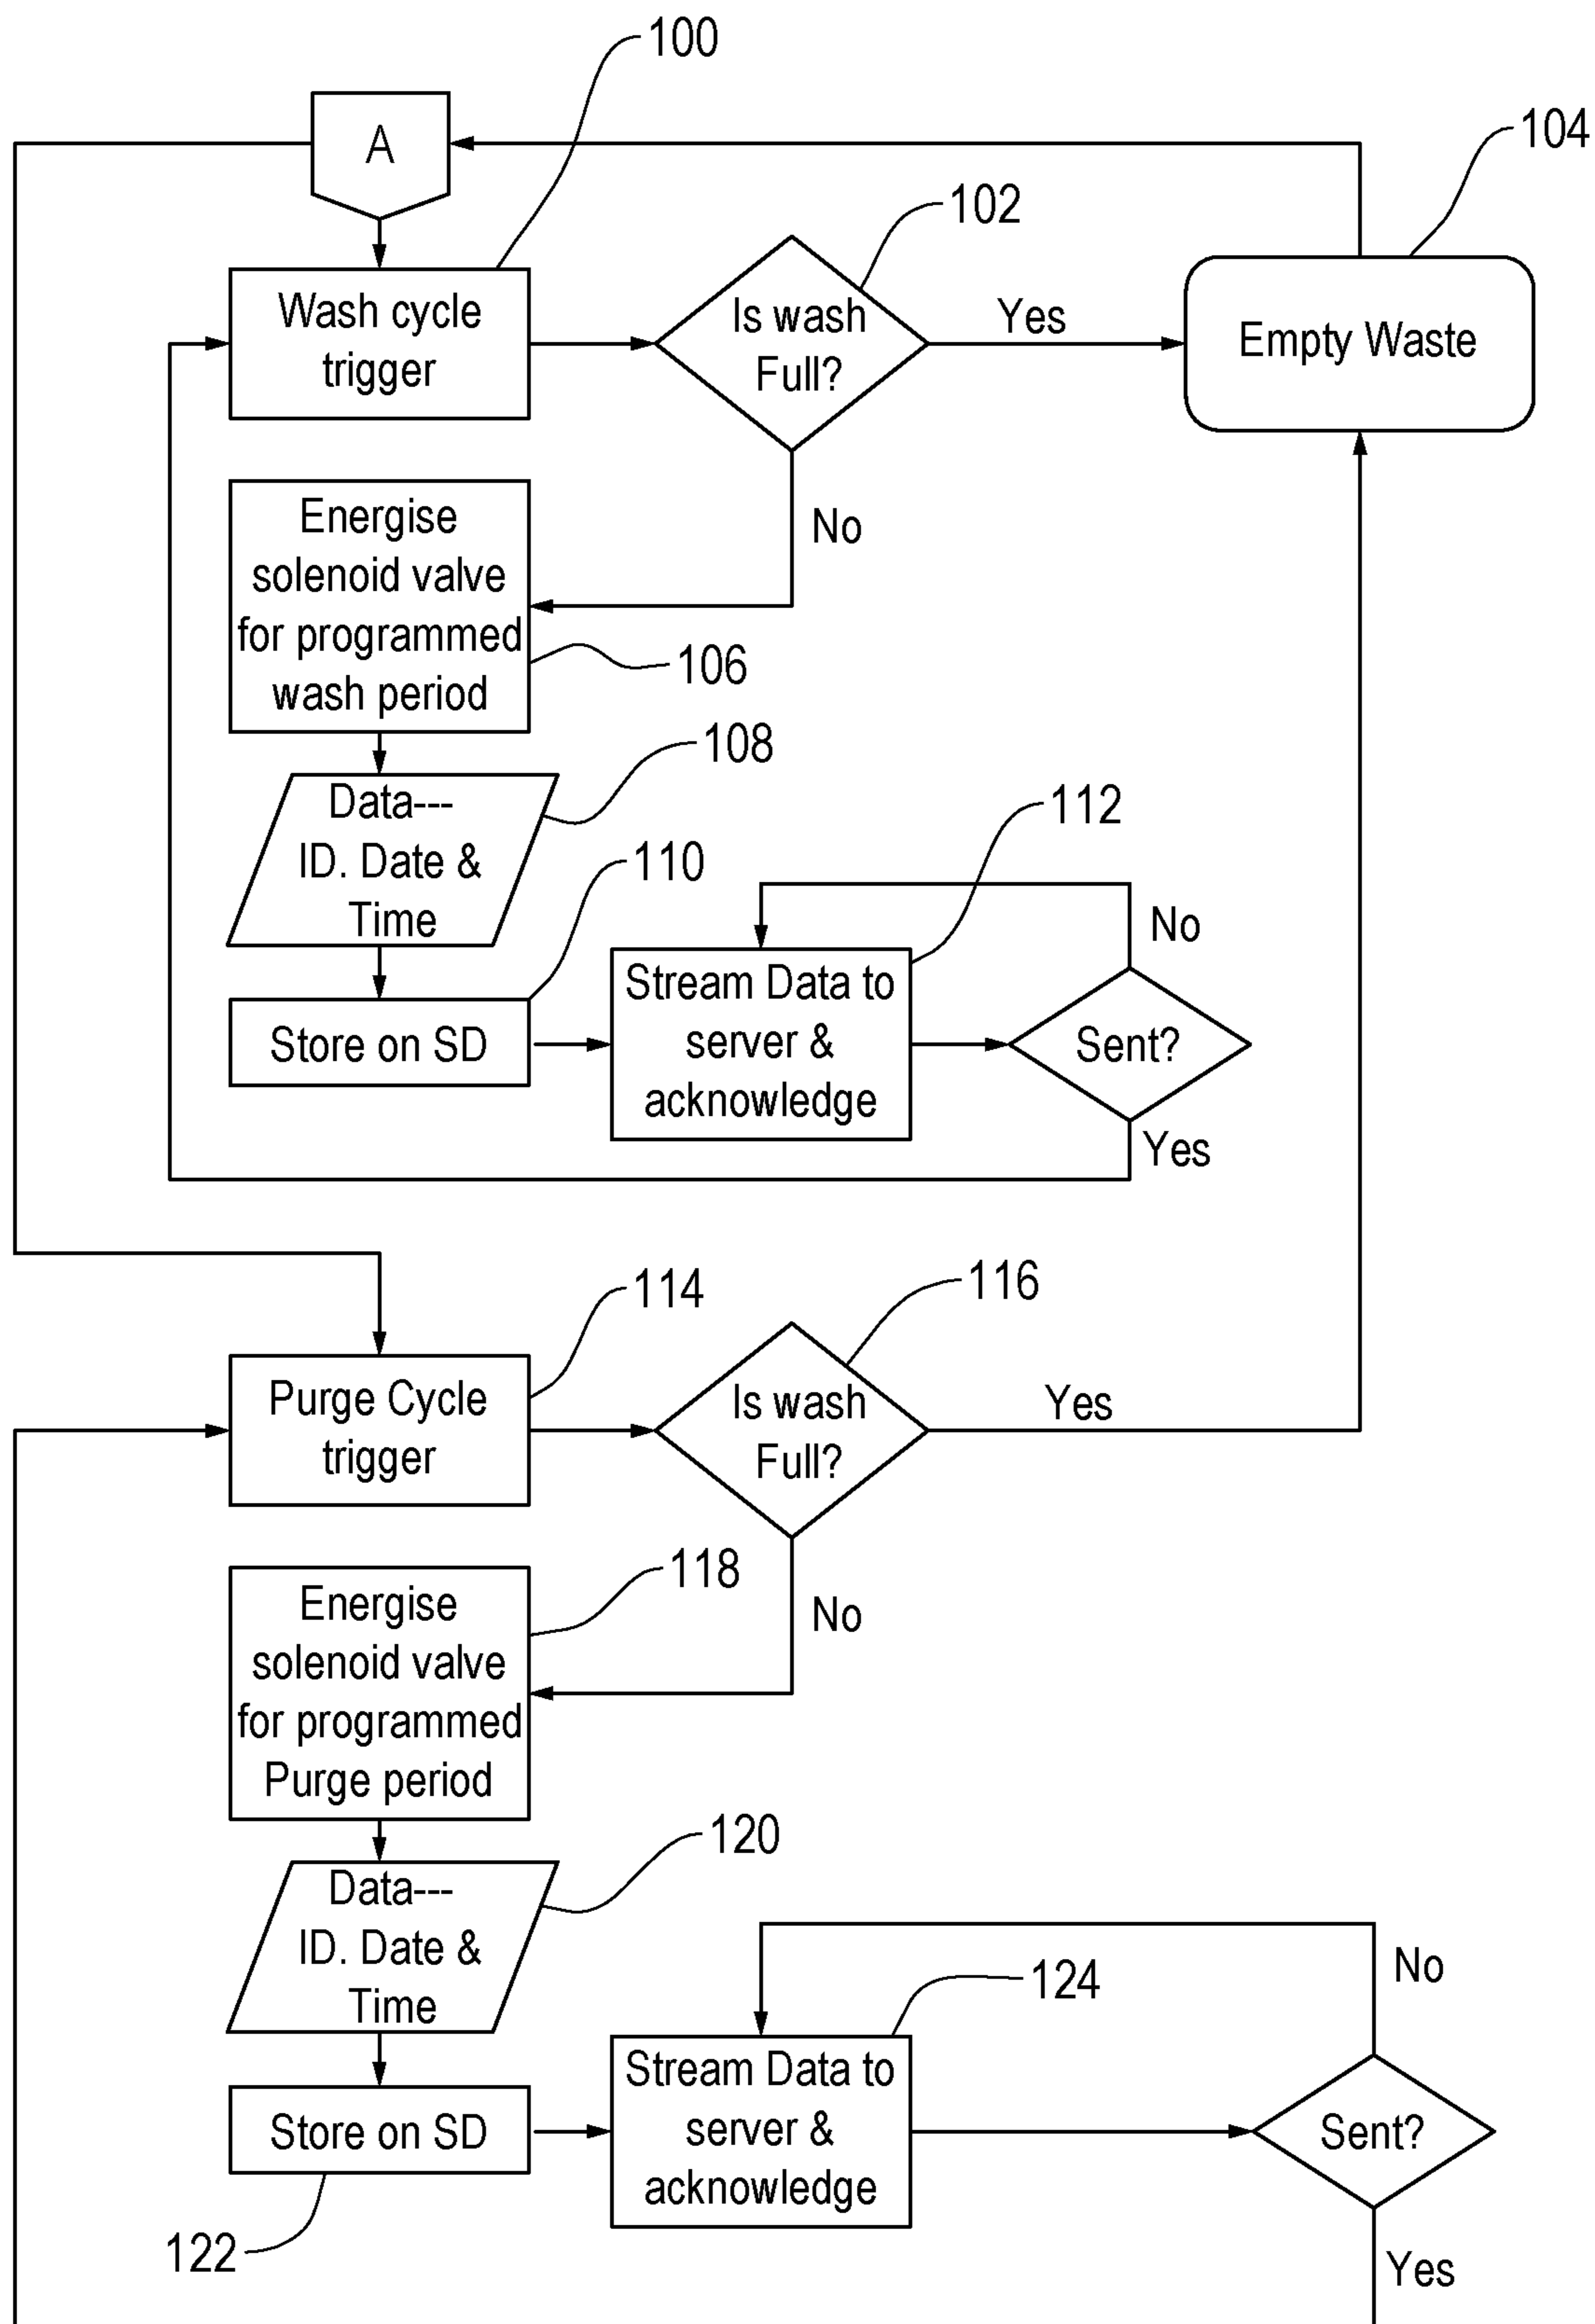 100
A
104
102
Wash cycle
trigger
Is wash
Full?
Yes
Empty Waste
Energise
solenoid valve
for programmed
wash period
No
106
108
Data---
ID. Date &
Time
110
112
Store on SD
Stream Data to
server &
acknowledge
No
Sent?
Yes
114
116
Purge Cycle
trigger
Is wash
Full?
Yes
118
Energise
solenoid valve
for programmed
Purge period
No
120
Data---
ID. Date &
Time
124
No
Store on SD
Stream Data to
server &
acknowledge
Sent?
122
Yes